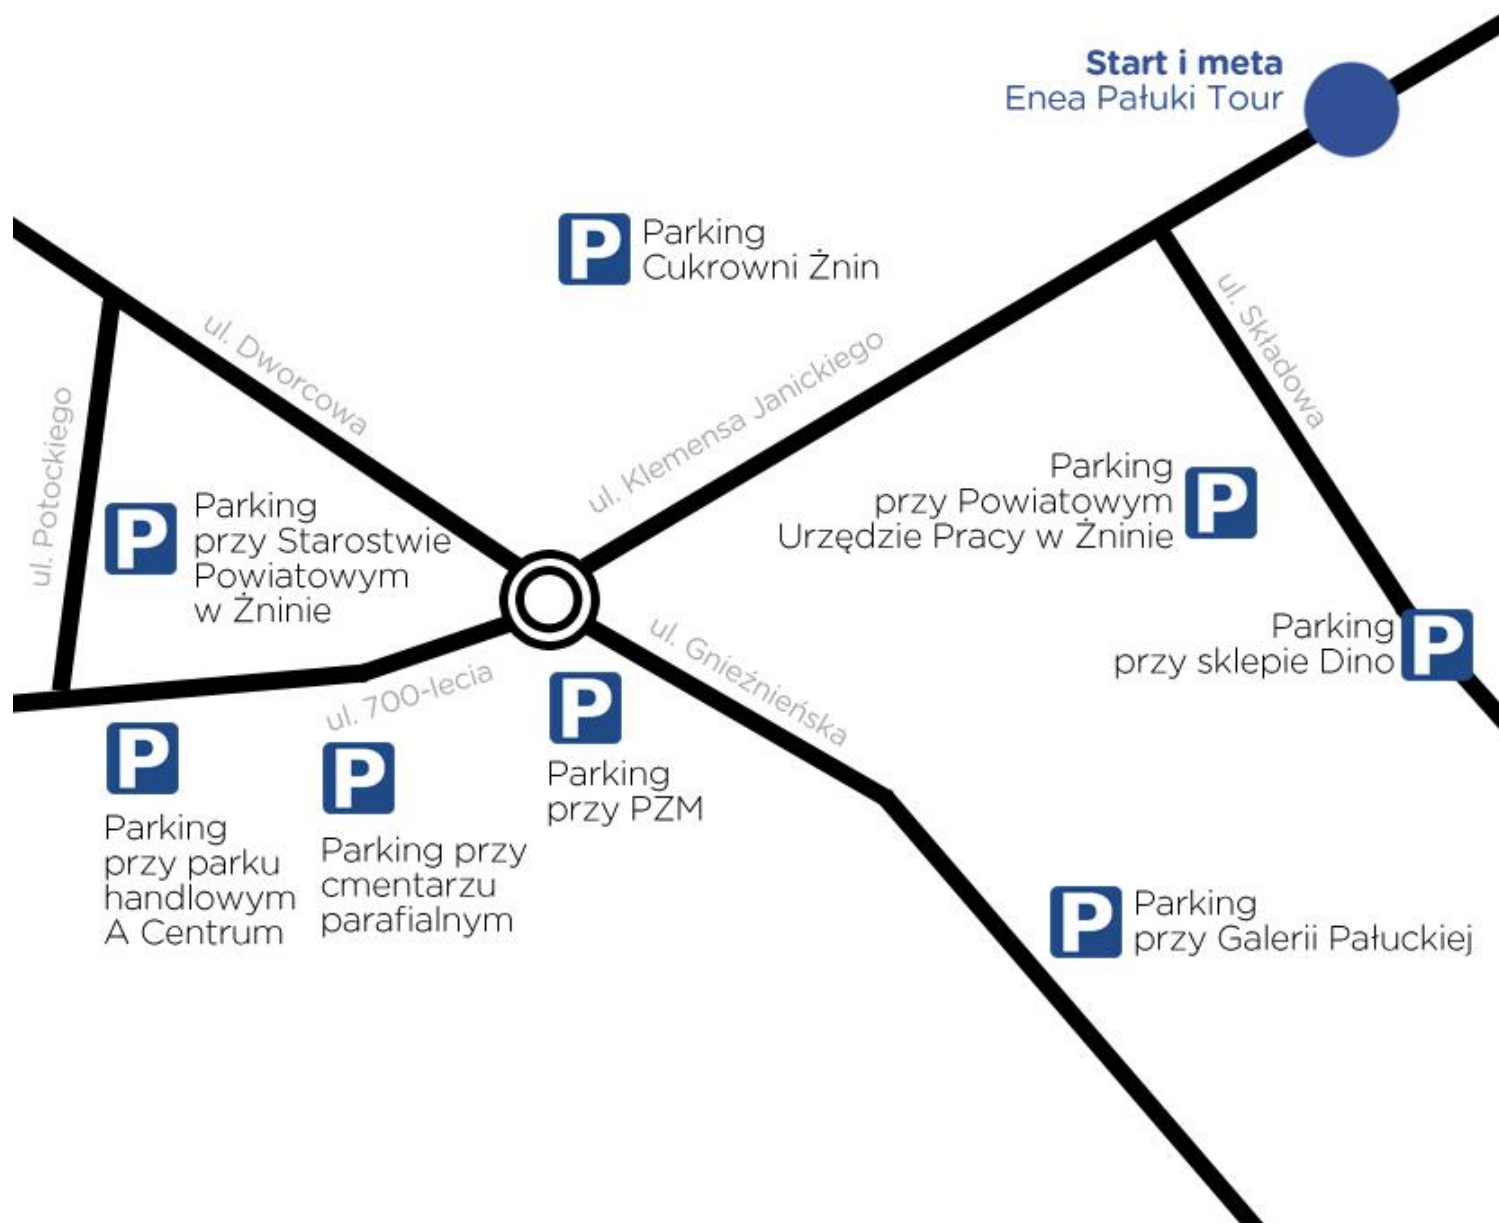 Start i meta
Enea Pałuki Tour
P
Parking
Cukrowni Żnin
ul. Składowa
ul. Dworcowa
ul. Klemensa Janickiego
ul. Potockiego
Parking
przy Powiatowym
Urzędzie Pracy w Żninie
P
P
Parking
przy Starostwie
Powiatowym
w Żninie
Parking
przy sklepie Dino
P
ul. Gnieźnieńska
ul. 700-lecia
P
Parking
przy PZM
P
Parking
przy parku
handlowym
A Centrum
P
Parking przy
cmentarzu
parafialnym
P
Parking
przy Galerii Pałuckiej